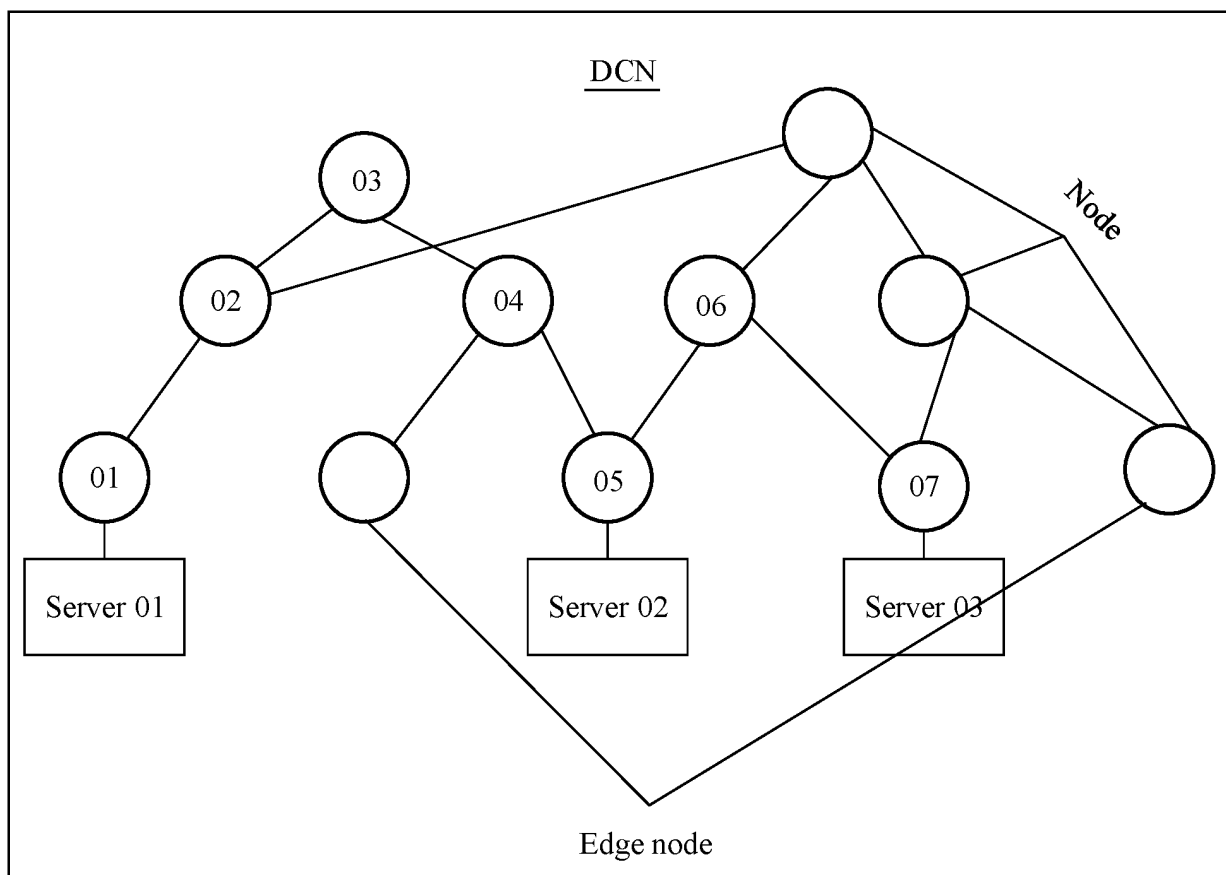 DCN
03
Node
02
04
06
01
05
07
Server 01
Server 02
Server 03
Edge node